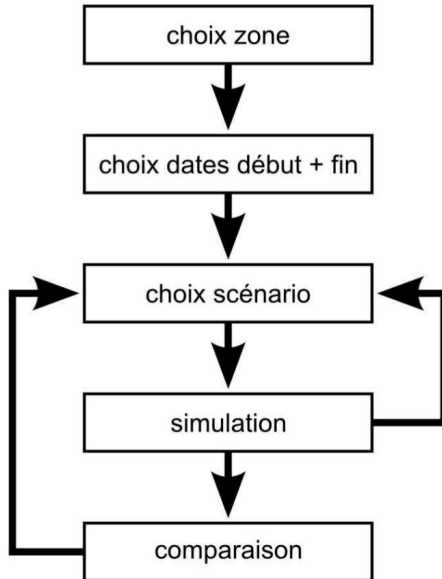 choix zone
choix dates début + fin
choix scénario
simulation
comparaison